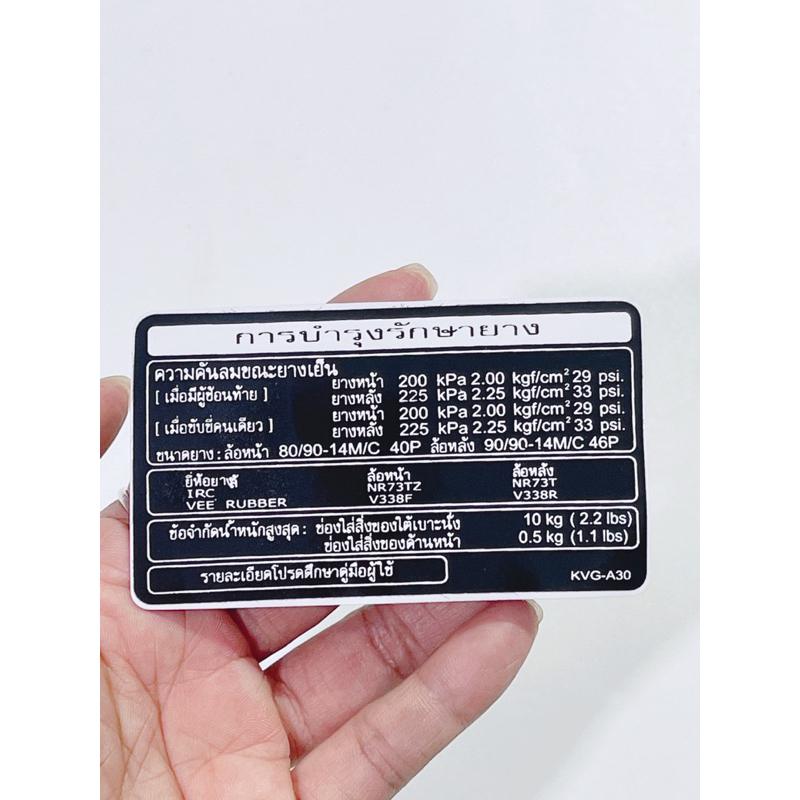 การบำรุงรักษายาง
ความดันลมขณะยางเย็น
[ เมื่อมีผู้ซ้อนท้าย ] ยางหน้า 200 kPa 2.00 kgf/cm² 29 psi.
ยางหลัง 225 kPa 2.25 kgf/cm² 33 psi.
[ เมื่อขับขี่คนเดียว ] ยางหน้า 200 kPa 2.00 kgf/cm² 29 psi.
ยางหลัง 225 kPa 2.25 kgf/cm² 33 psi.
ขนาดยาง : ล้อหน้า 80/90-14M/C 40P ล้อหลัง 90/90-14M/C 46P
ยี่ห้อยาง ล้อหน้า ล้อหลัง
IRC NR73TZ NR73T
VEE RUBBER V338F V338R
ข้อจำกัดน้ำหนักสูงสุด : ช่องใส่สิ่งของใต้เบาะนั่ง 10 kg ( 2.2 lbs)
ช่องใส่สิ่งของด้านหน้า 0.5 kg (1.1 lbs)
รายละเอียดโปรดศึกษาคู่มือผู้ใช้
KVG-A30